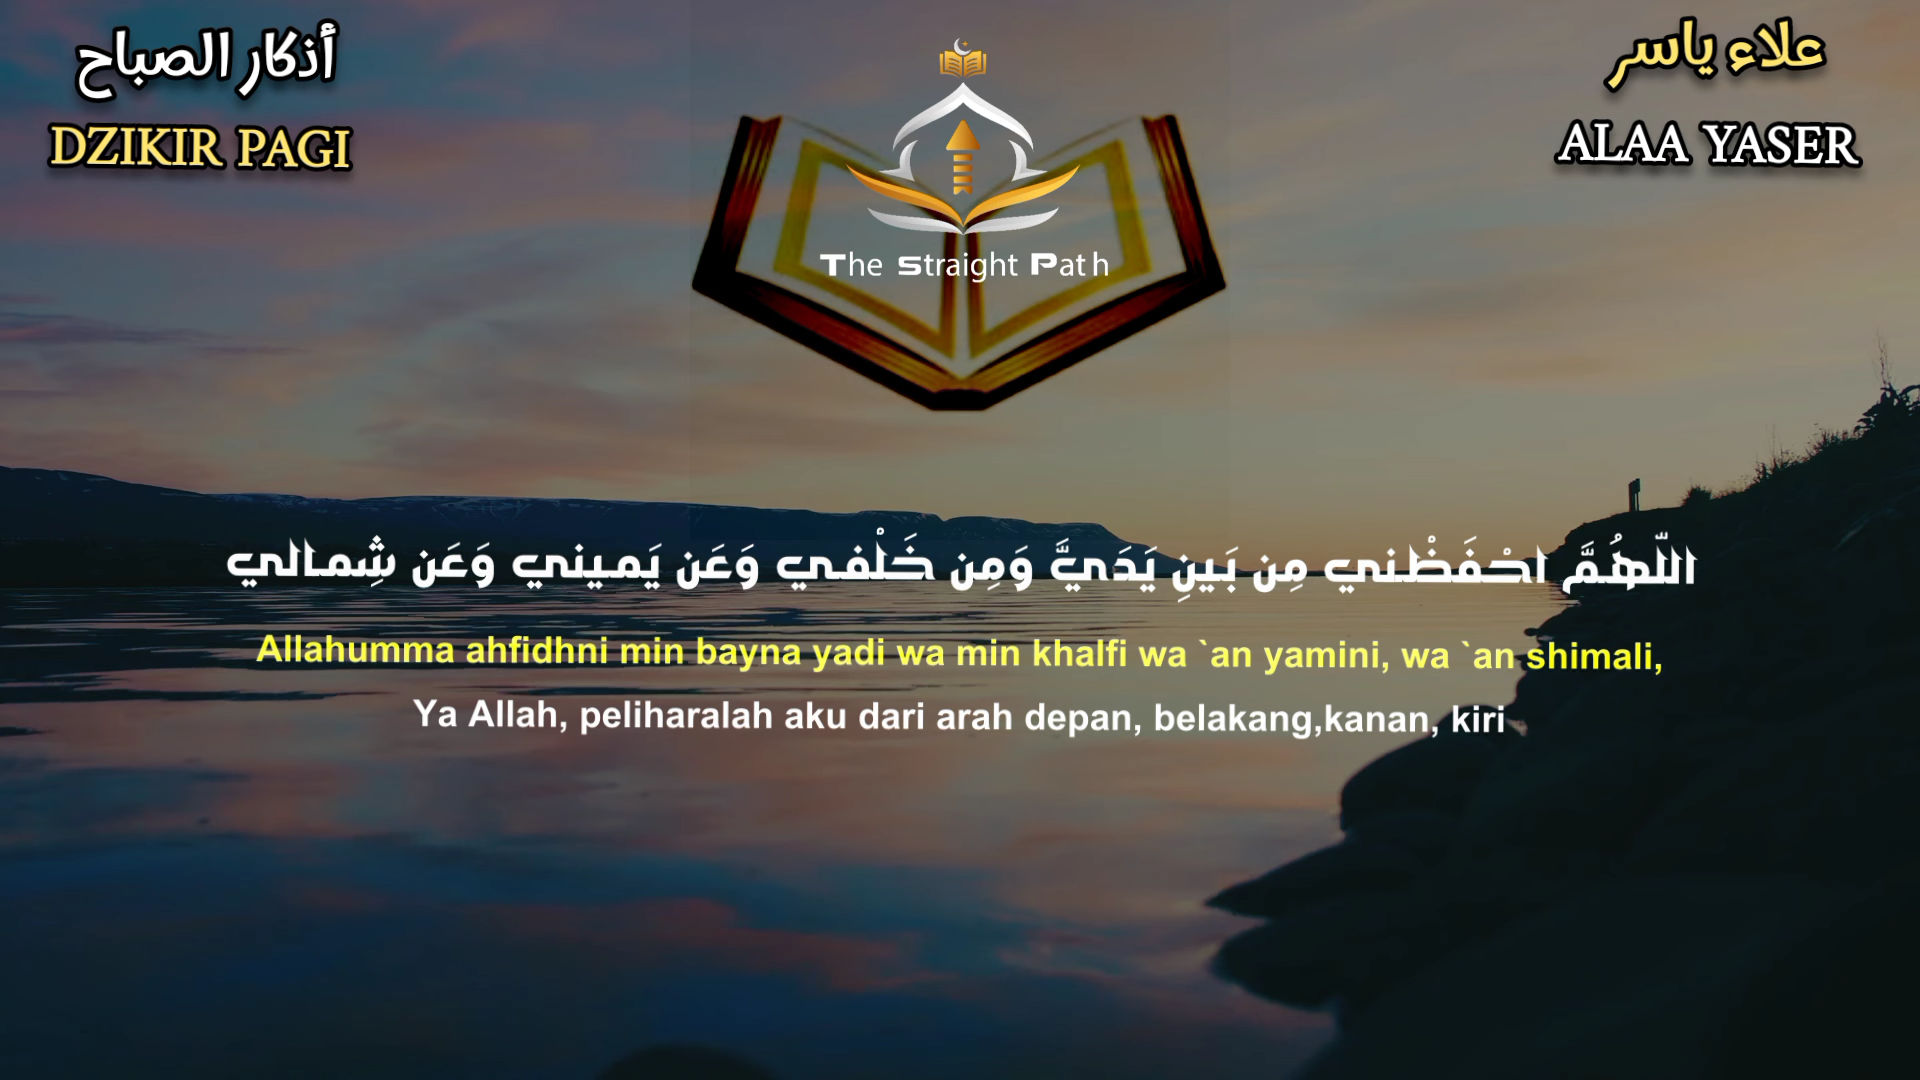 أذكار الصباح
DZIKIR PAGI
علاء ياسر
ALAA YASER
The Straight Path
اللّهُمَّ احْفَظْني مِن بَينِ يَدَيَّ وَمِن خَلْفي وَعَن يَميني وَعَن شِمالي
Allahumma ahfidhni min bayna yadi wa min khalfi wa `an yamini, wa `an shimali,
Ya Allah, peliharalah aku dari arah depan, belakang,kanan, kiri